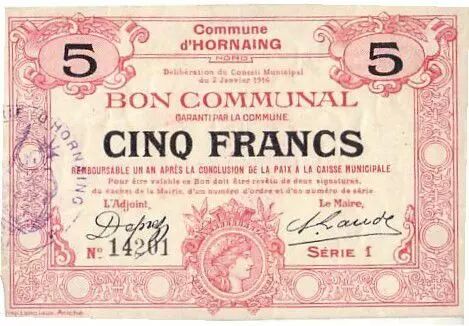 Commune
d'HORNAING
NORD
5
5
Délibération du Conseil Municipal
du 2 Janvier 1916
BON COMMUNAL
GARANTI PAR LA COMMUNE
CINQ FRANCS
REMBOURSABLE UN AN APRÈS LA CONCLUSION DE LA PAIX A LA CAISSE MUNICIPALE
Pour être valable ce Bon doit être revêtu de deux signatures,
du cachet de la Mairie, d'un numéro d'ordre et d'un numéro de série
L'Adjoint,
Le Maire,
No. 14201
SÉRIE 1
D'HORNAING